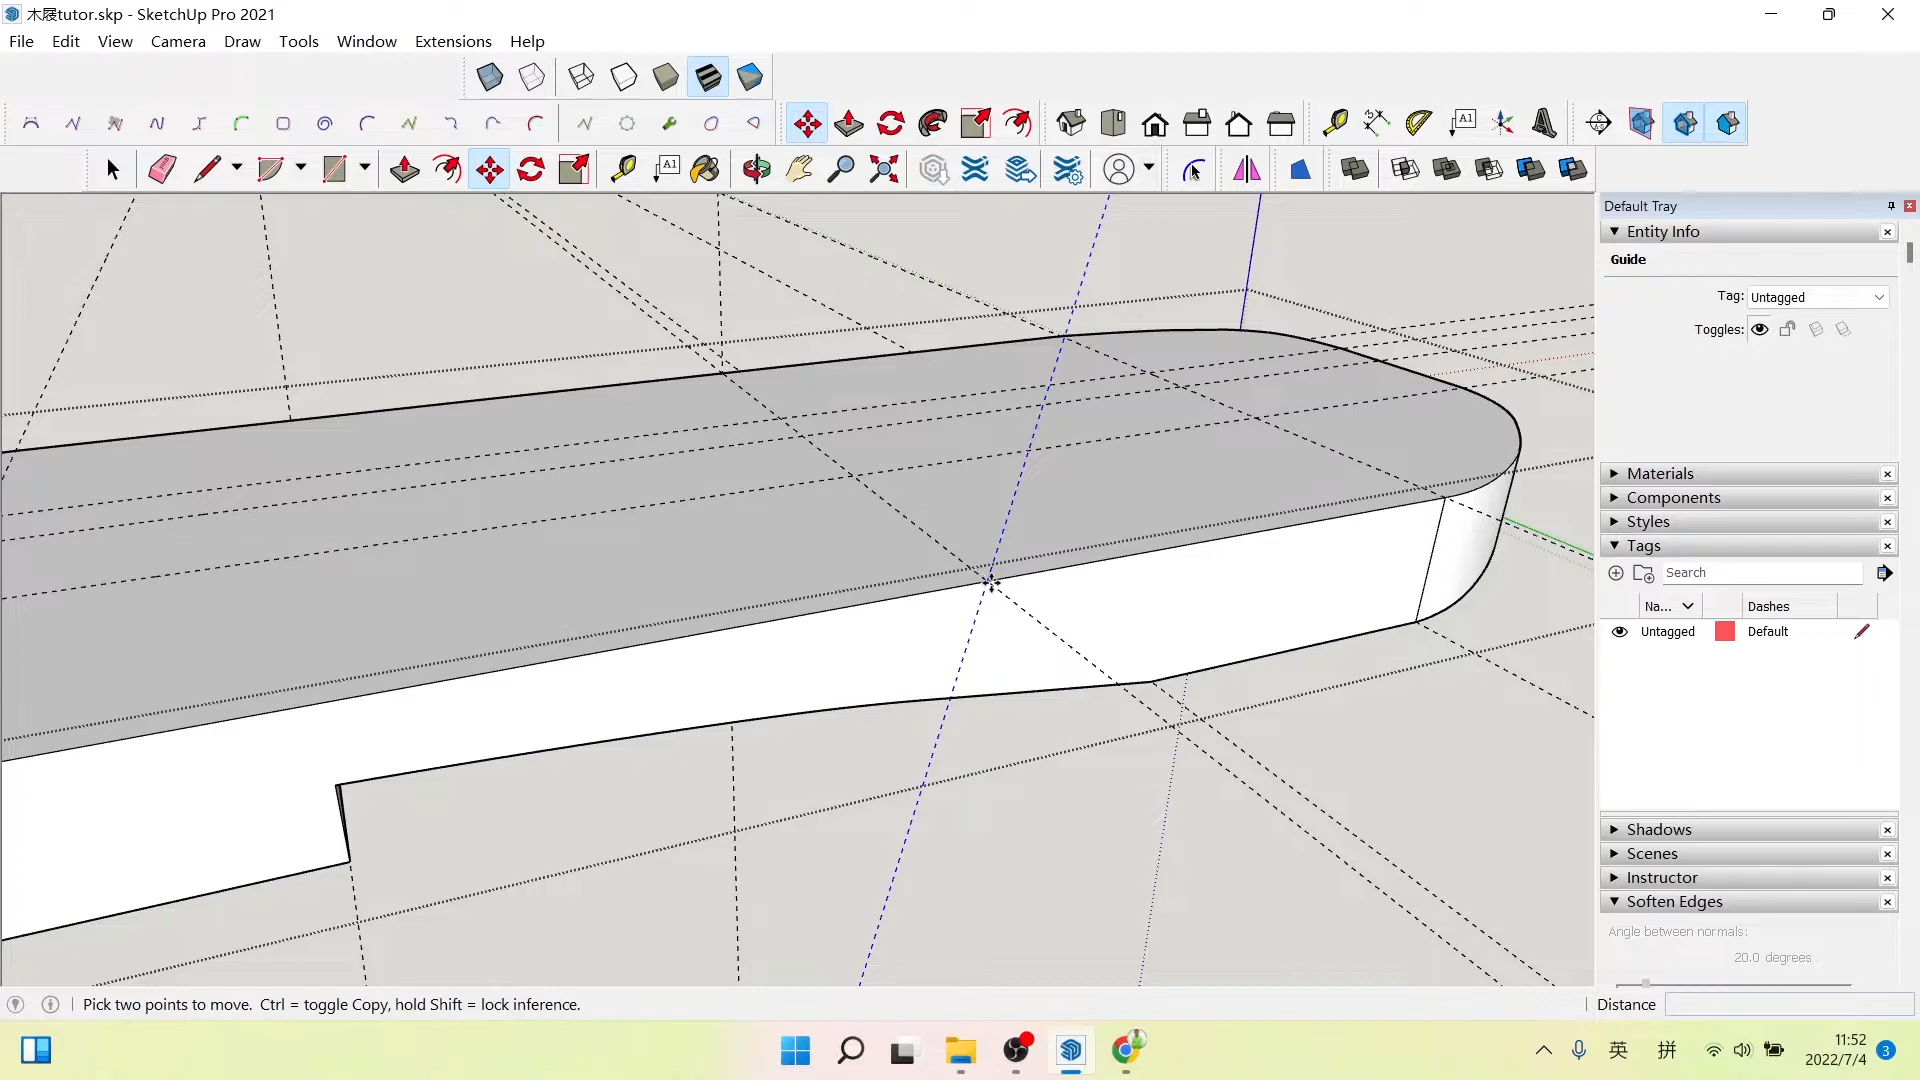 木屐tutor.skp - SketchUp Pro 2021
File Edit View Camera Draw Tools Window Extensions Help
A1
A1
Default Tray
Entity Info
Guide
Tag: Untagged
Toggles:
Materials
Components
Styles
Tags
Search
Na... Dashes
Untagged Default
Shadows
Scenes
Instructor
Soften Edges
Angle between normals:
20.0 degrees
Pick two points to move. Ctrl = toggle Copy, hold Shift = lock inference.
Distance
英 拼
11:52
2022/7/4
3